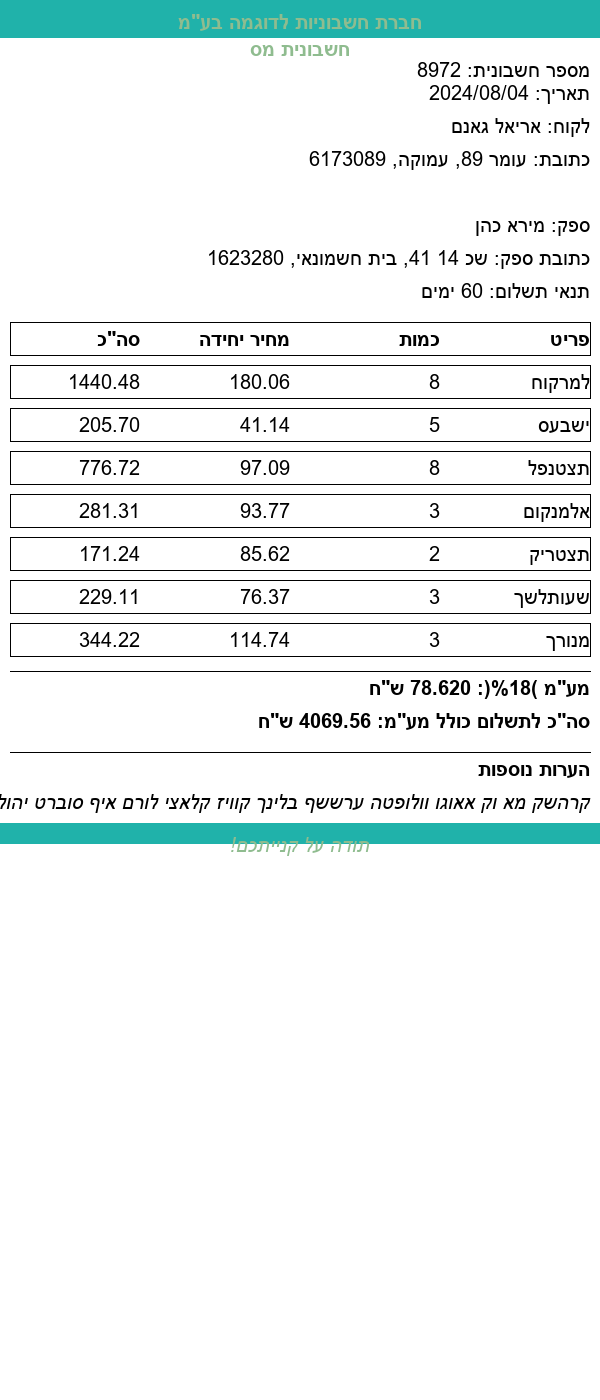 חברת חשבוניות לדוגמה בע"מ
חשבונית מס
מספר חשבונית: 8972
תאריך: 2024/08/04
לקוח: אריאל גאנם
כתובת: עומר 89, עמוקה, 6173089
ספק: מירא כהן
כתובת ספק: שכ 14 41, בית חשמונאי, 1623280
תנאי תשלום: 60 ימים
פריט כמות מחיר יחידה סה"כ
למרקוח 8 180.06 1440.48
ישבעס 5 41.14 205.70
תצטנפל 8 97.09 776.72
אלמנקום 3 93.77 281.31
תצטריק 2 85.62 171.24
שעותלשך 3 76.37 229.11
מנורך 3 114.74 344.22
מע"מ )18%(: 78.620 ש"ח
סה"כ לתשלום כולל מע"מ: 4069.56 ש"ח
הערות נוספות
קרהשק מא וק אאוגו וולופטה ערששף בלינך קוויז קלאצי לורם איף סוברט יהול
תודה על קנייתכם!